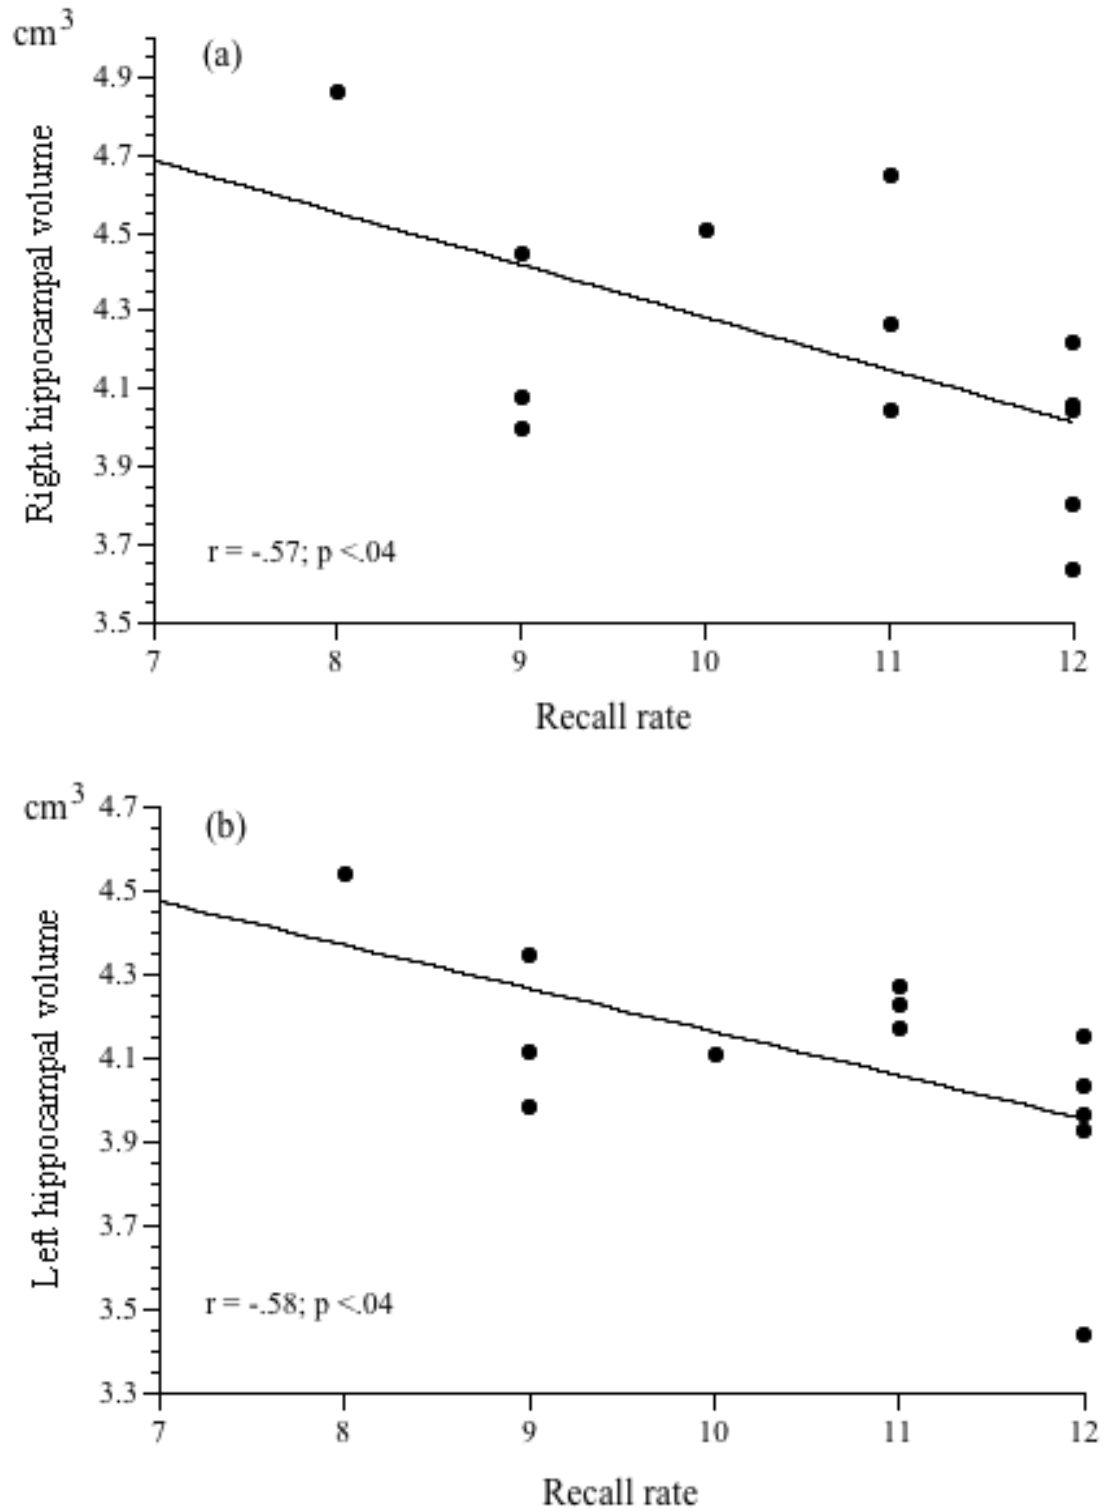 cm3
(a)
4.9
4.7
4.5
4.3
4.1
3.9
3.7
3.5
Right hippocampal volume
r = -.57; p <.04
7 8 9 10 11 12
Recall rate
cm3
(b)
4.7
4.5
4.3
4.1
3.9
3.7
3.5
3.3
Left hippocampal volume
r = -.58; p <.04
7 8 9 10 11 12
Recall rate